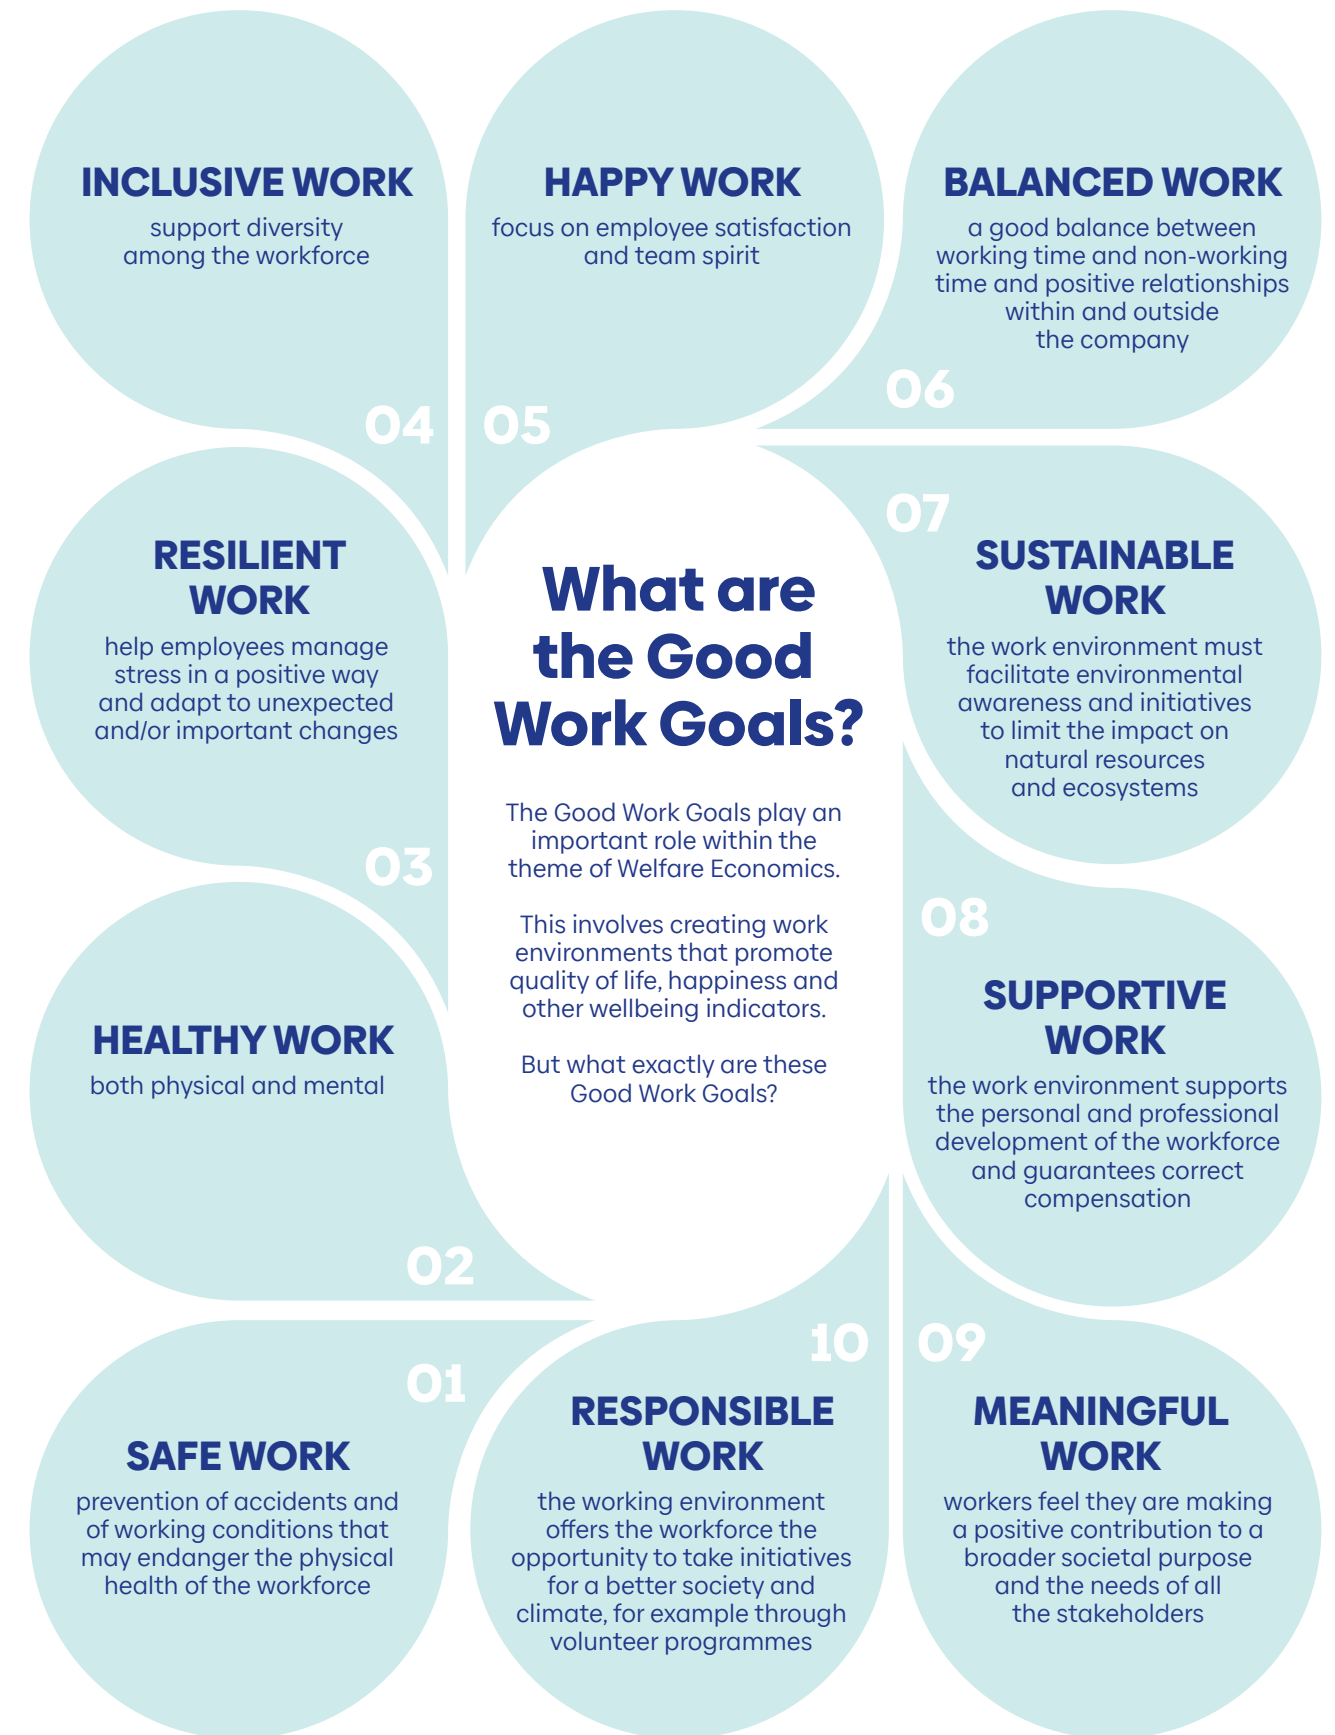 INCLUSIVE WORK
support diversity
among the workforce
04
HAPPY WORK
focus on employee satisfaction
and team spirit
05
BALANCED WORK
a good balance between
working time and non-working
time and positive relationships
within and outside
the company
06
RESILIENT
WORK
help employees manage
stress in a positive way
and adapt to unexpected
and/or important changes
03
What are
the Good
Work Goals?
The Good Work Goals play an
important role within the
theme of Welfare Economics.
This involves creating work
environments that promote
quality of life, happiness and
other wellbeing indicators.
But what exactly are these
Good Work Goals?
07
SUSTAINABLE
WORK
the work environment must
facilitate environmental
awareness and initiatives
to limit the impact on
natural resources
and ecosystems
HEALTHY WORK
both physical and mental
02
08
SUPPORTIVE
WORK
the work environment supports
the personal and professional
development of the workforce
and guarantees correct
compensation
01
SAFE WORK
prevention of accidents and
of working conditions that
may endanger the physical
health of the workforce
10
RESPONSIBLE
WORK
the working environment
offers the workforce the
opportunity to take initiatives
for a better society and
climate, for example through
volunteer programmes
09
MEANINGFUL
WORK
workers feel they are making
a positive contribution to a
broader societal purpose
and the needs of all
the stakeholders